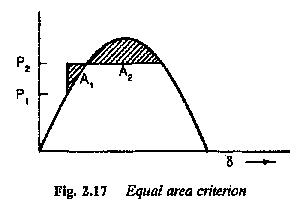 P2
P1
A1
A2
δ
Fig. 2.17 Equal area criterion